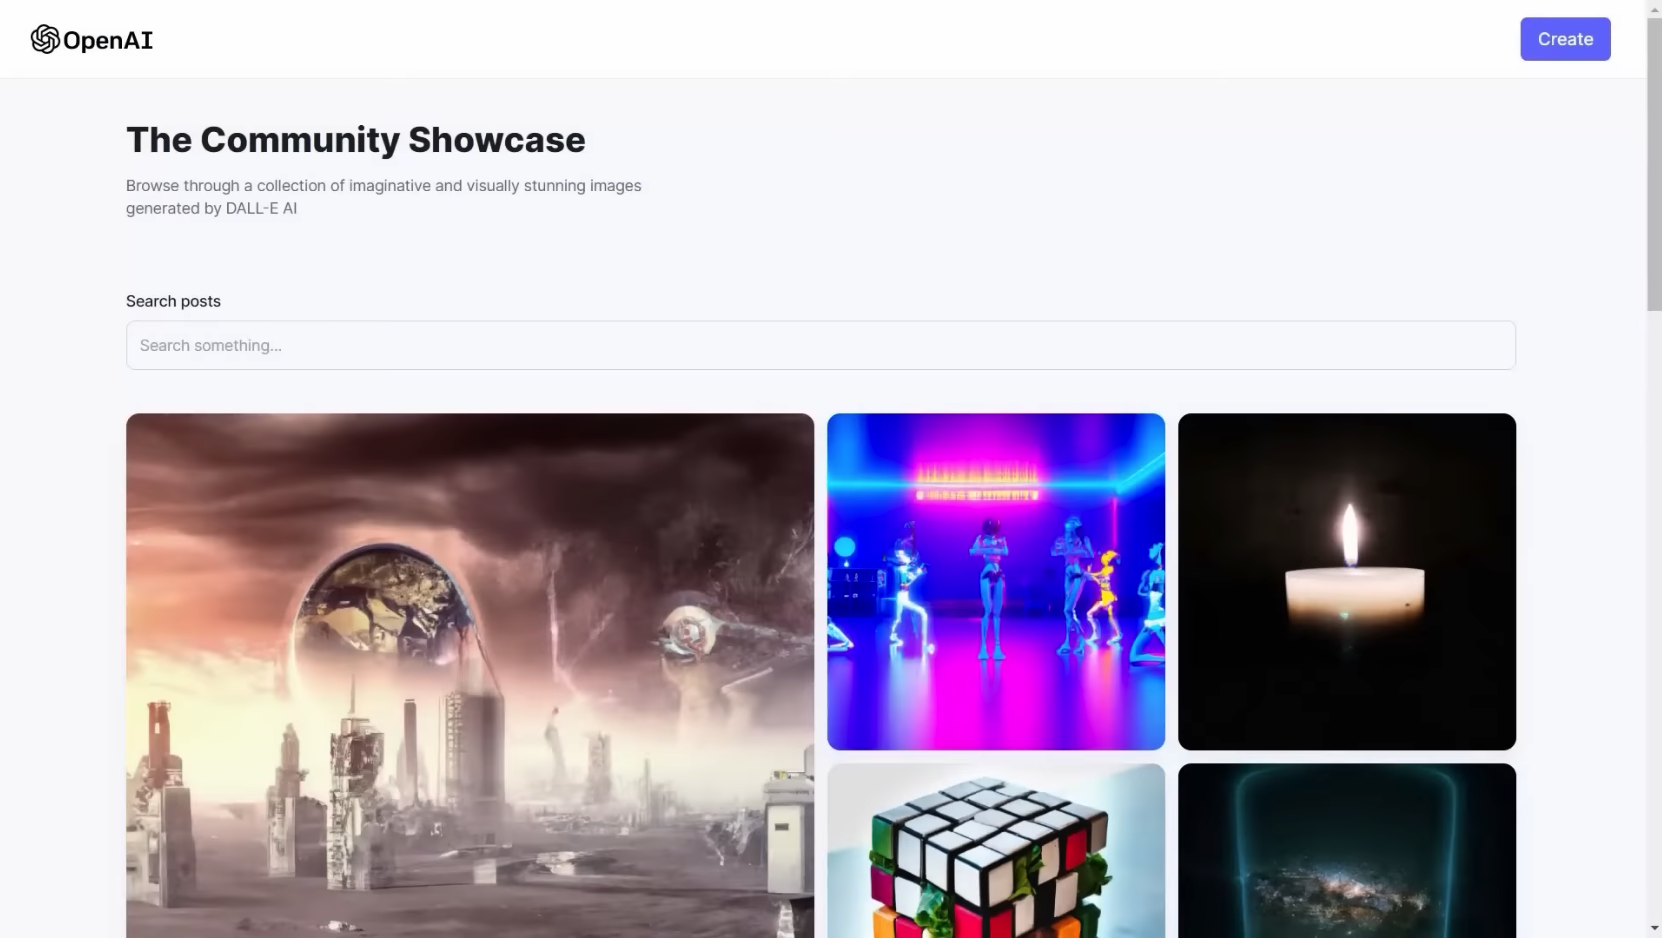 OpenAI
Create
The Community Showcase
Browse through a collection of imaginative and visually stunning images
generated by DALL-E AI
Search posts
Search something...